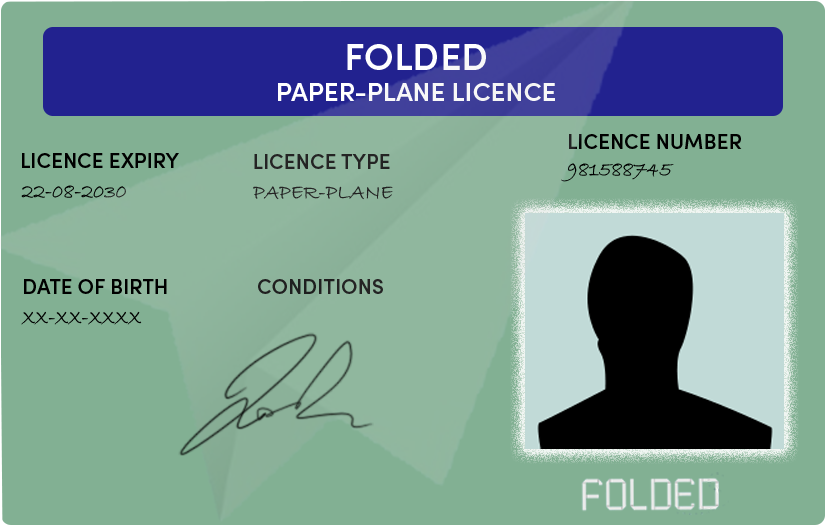 FOLDED
PAPER-PLANE LICENCE
LICENCE EXPIRY
22-08-2030
LICENCE TYPE
PAPER-PLANE
LICENCE NUMBER
981588745
DATE OF BIRTH
XX-XX-XXXX
CONDITIONS
FOLDED